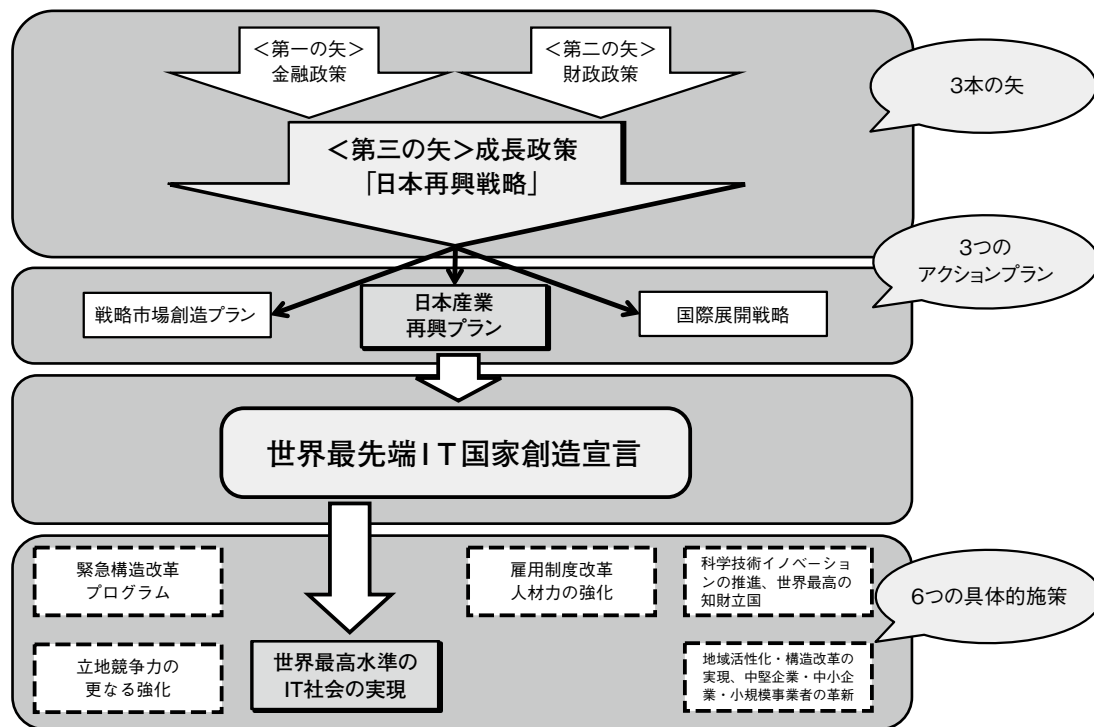 ＜第一の矢＞
金融政策
＜第二の矢＞
財政政策
3本の矢
＜第三の矢＞成長政策
「日本再興戦略」
3つの
アクションプラン
戦略市場創造プラン
日本産業
再興プラン
国際展開戦略
世界最先端IT国家創造宣言
緊急構造改革
プログラム
雇用制度改革
人材力の強化
科学技術イノベーショ
ンの推進、世界最高の
知財立国
6つの具体的施策
立地競争力の
更なる強化
世界最高水準の
IT社会の実現
地域活性化・構造改革の
実現、中堅企業・中小企
業・小規模事業者の革新